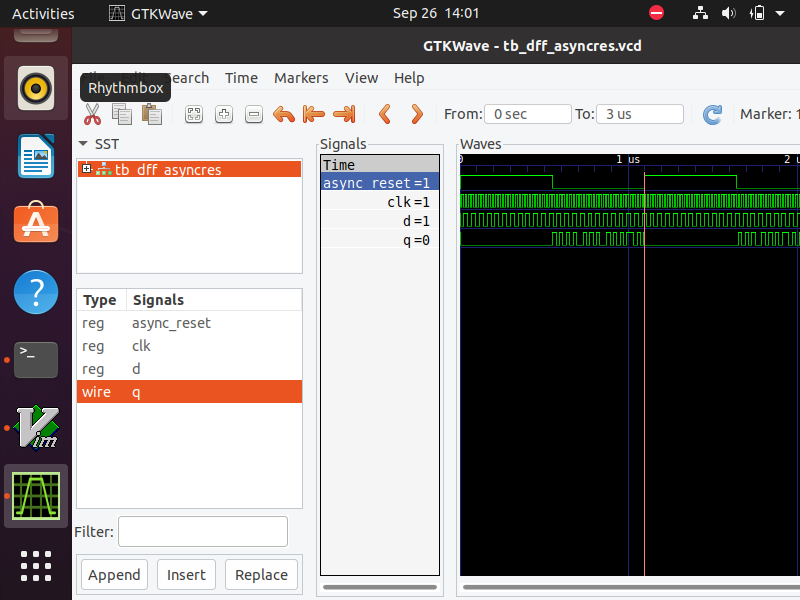 Activities GTKWave Sep 26 14:01
GTKWave - tb_dff_asyncres.vcd
Search Time Markers View Help
Rhythmbox
From: 0 sec To: 3 us Marker: 1
SST
tb_dff_asyncres
Type Signals
reg async_reset
reg clk
reg d
wire q
Filter:
Append Insert Replace
Signals
Time
async_reset=1
clk=1
d=1
q=0
Waves
0 1 us 2 u
>_
Vim
?